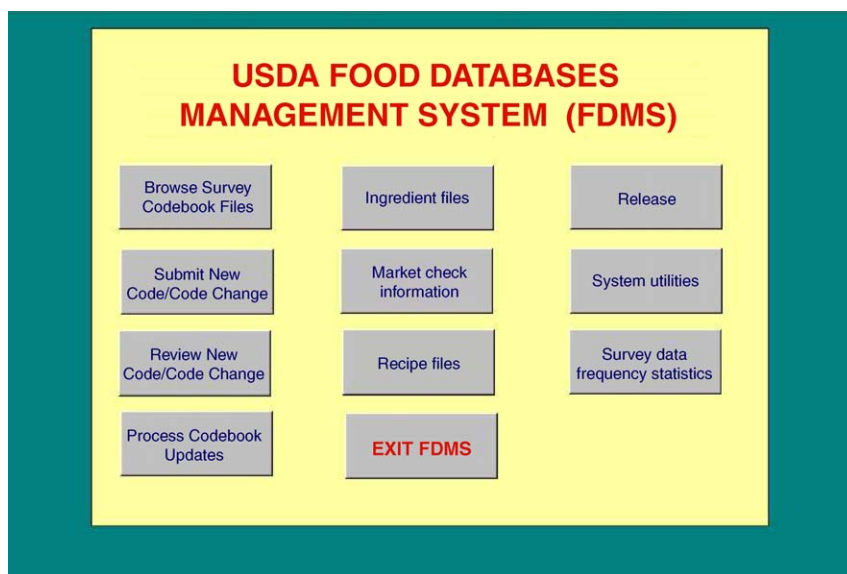 USDA FOOD DATABASES
MANAGEMENT SYSTEM (FDMS)
Browse Survey
Codebook Files
Ingredient files
Release
Submit New
Code/Code Change
Market check
information
System utilities
Review New
Code/Code Change
Recipe files
Survey data
frequency statistics
Process Codebook
Updates
EXIT FDMS